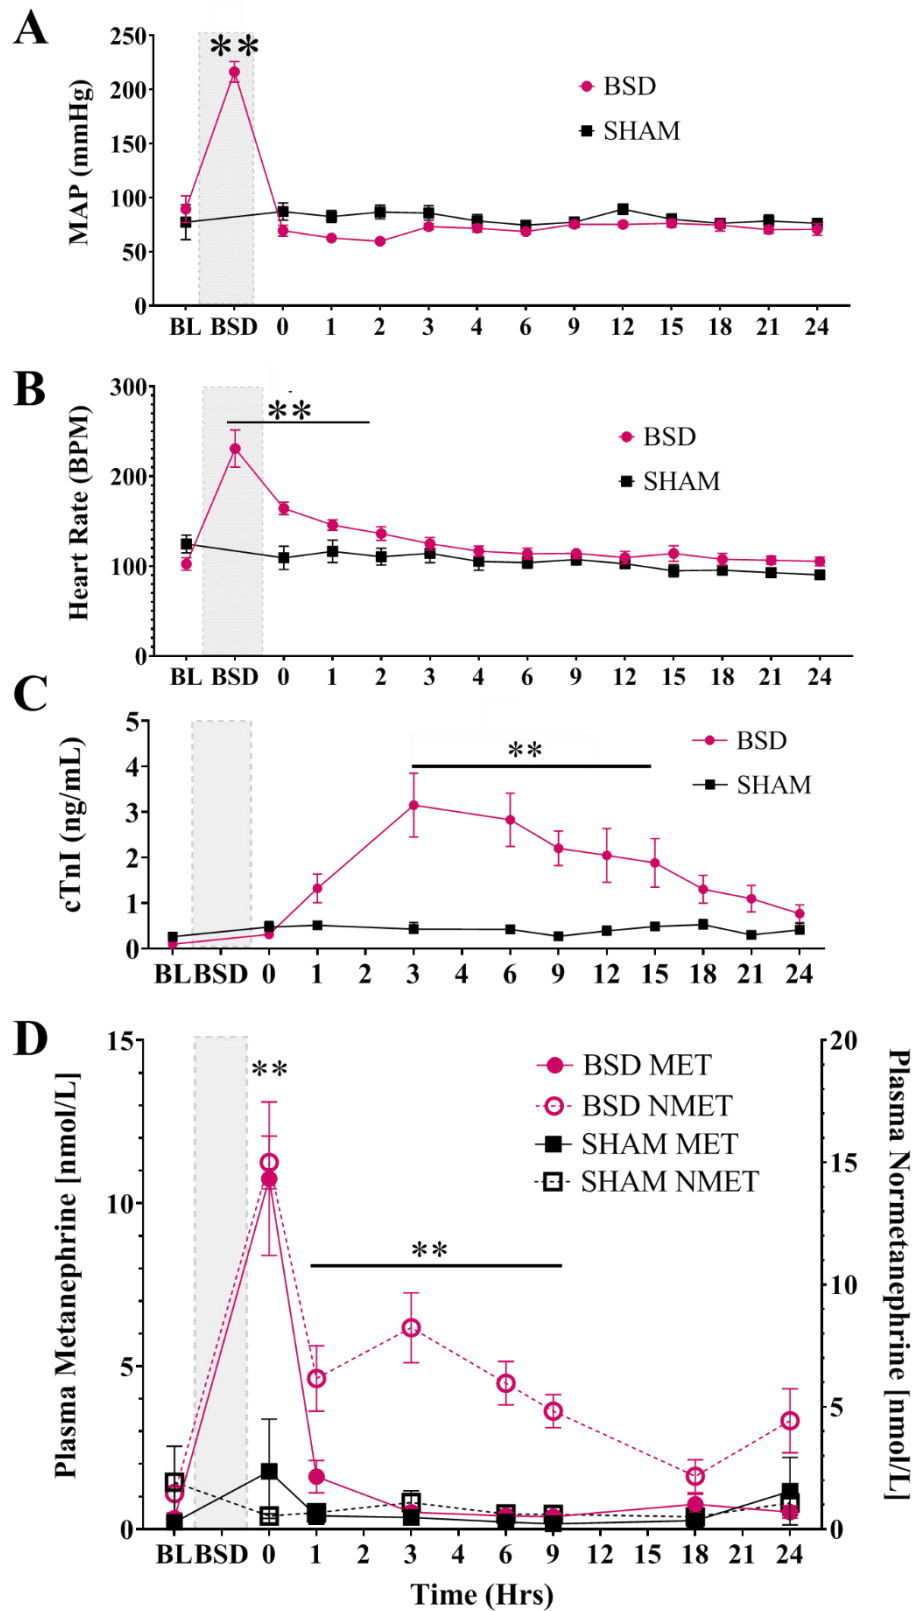 A
MAP (mmHg)
250
200
150
100
50
0
**
BSD
SHAM
BL BSD 0 1 2 3 4 6 9 12 15 18 21 24
B
Heart Rate (BPM)
300
200
100
0
**
BSD
SHAM
BL BSD 0 1 2 3 4 6 9 12 15 18 21 24
C
cTnI (ng/mL)
5
4
3
2
1
0
**
BSD
SHAM
BL BSD 0 1 2 3 4 6 9 12 15 18 21 24
D
Plasma Metanephrine [nmol/L]
15
10
5
0
**
**
BSD MET
BSD NMET
SHAM MET
SHAM NMET
20
15
10
5
0
Plasma Normetanephrine [nmol/L]
BL BSD 0 1 3 4 6 9 12 15 18 21 24
Time (Hrs)